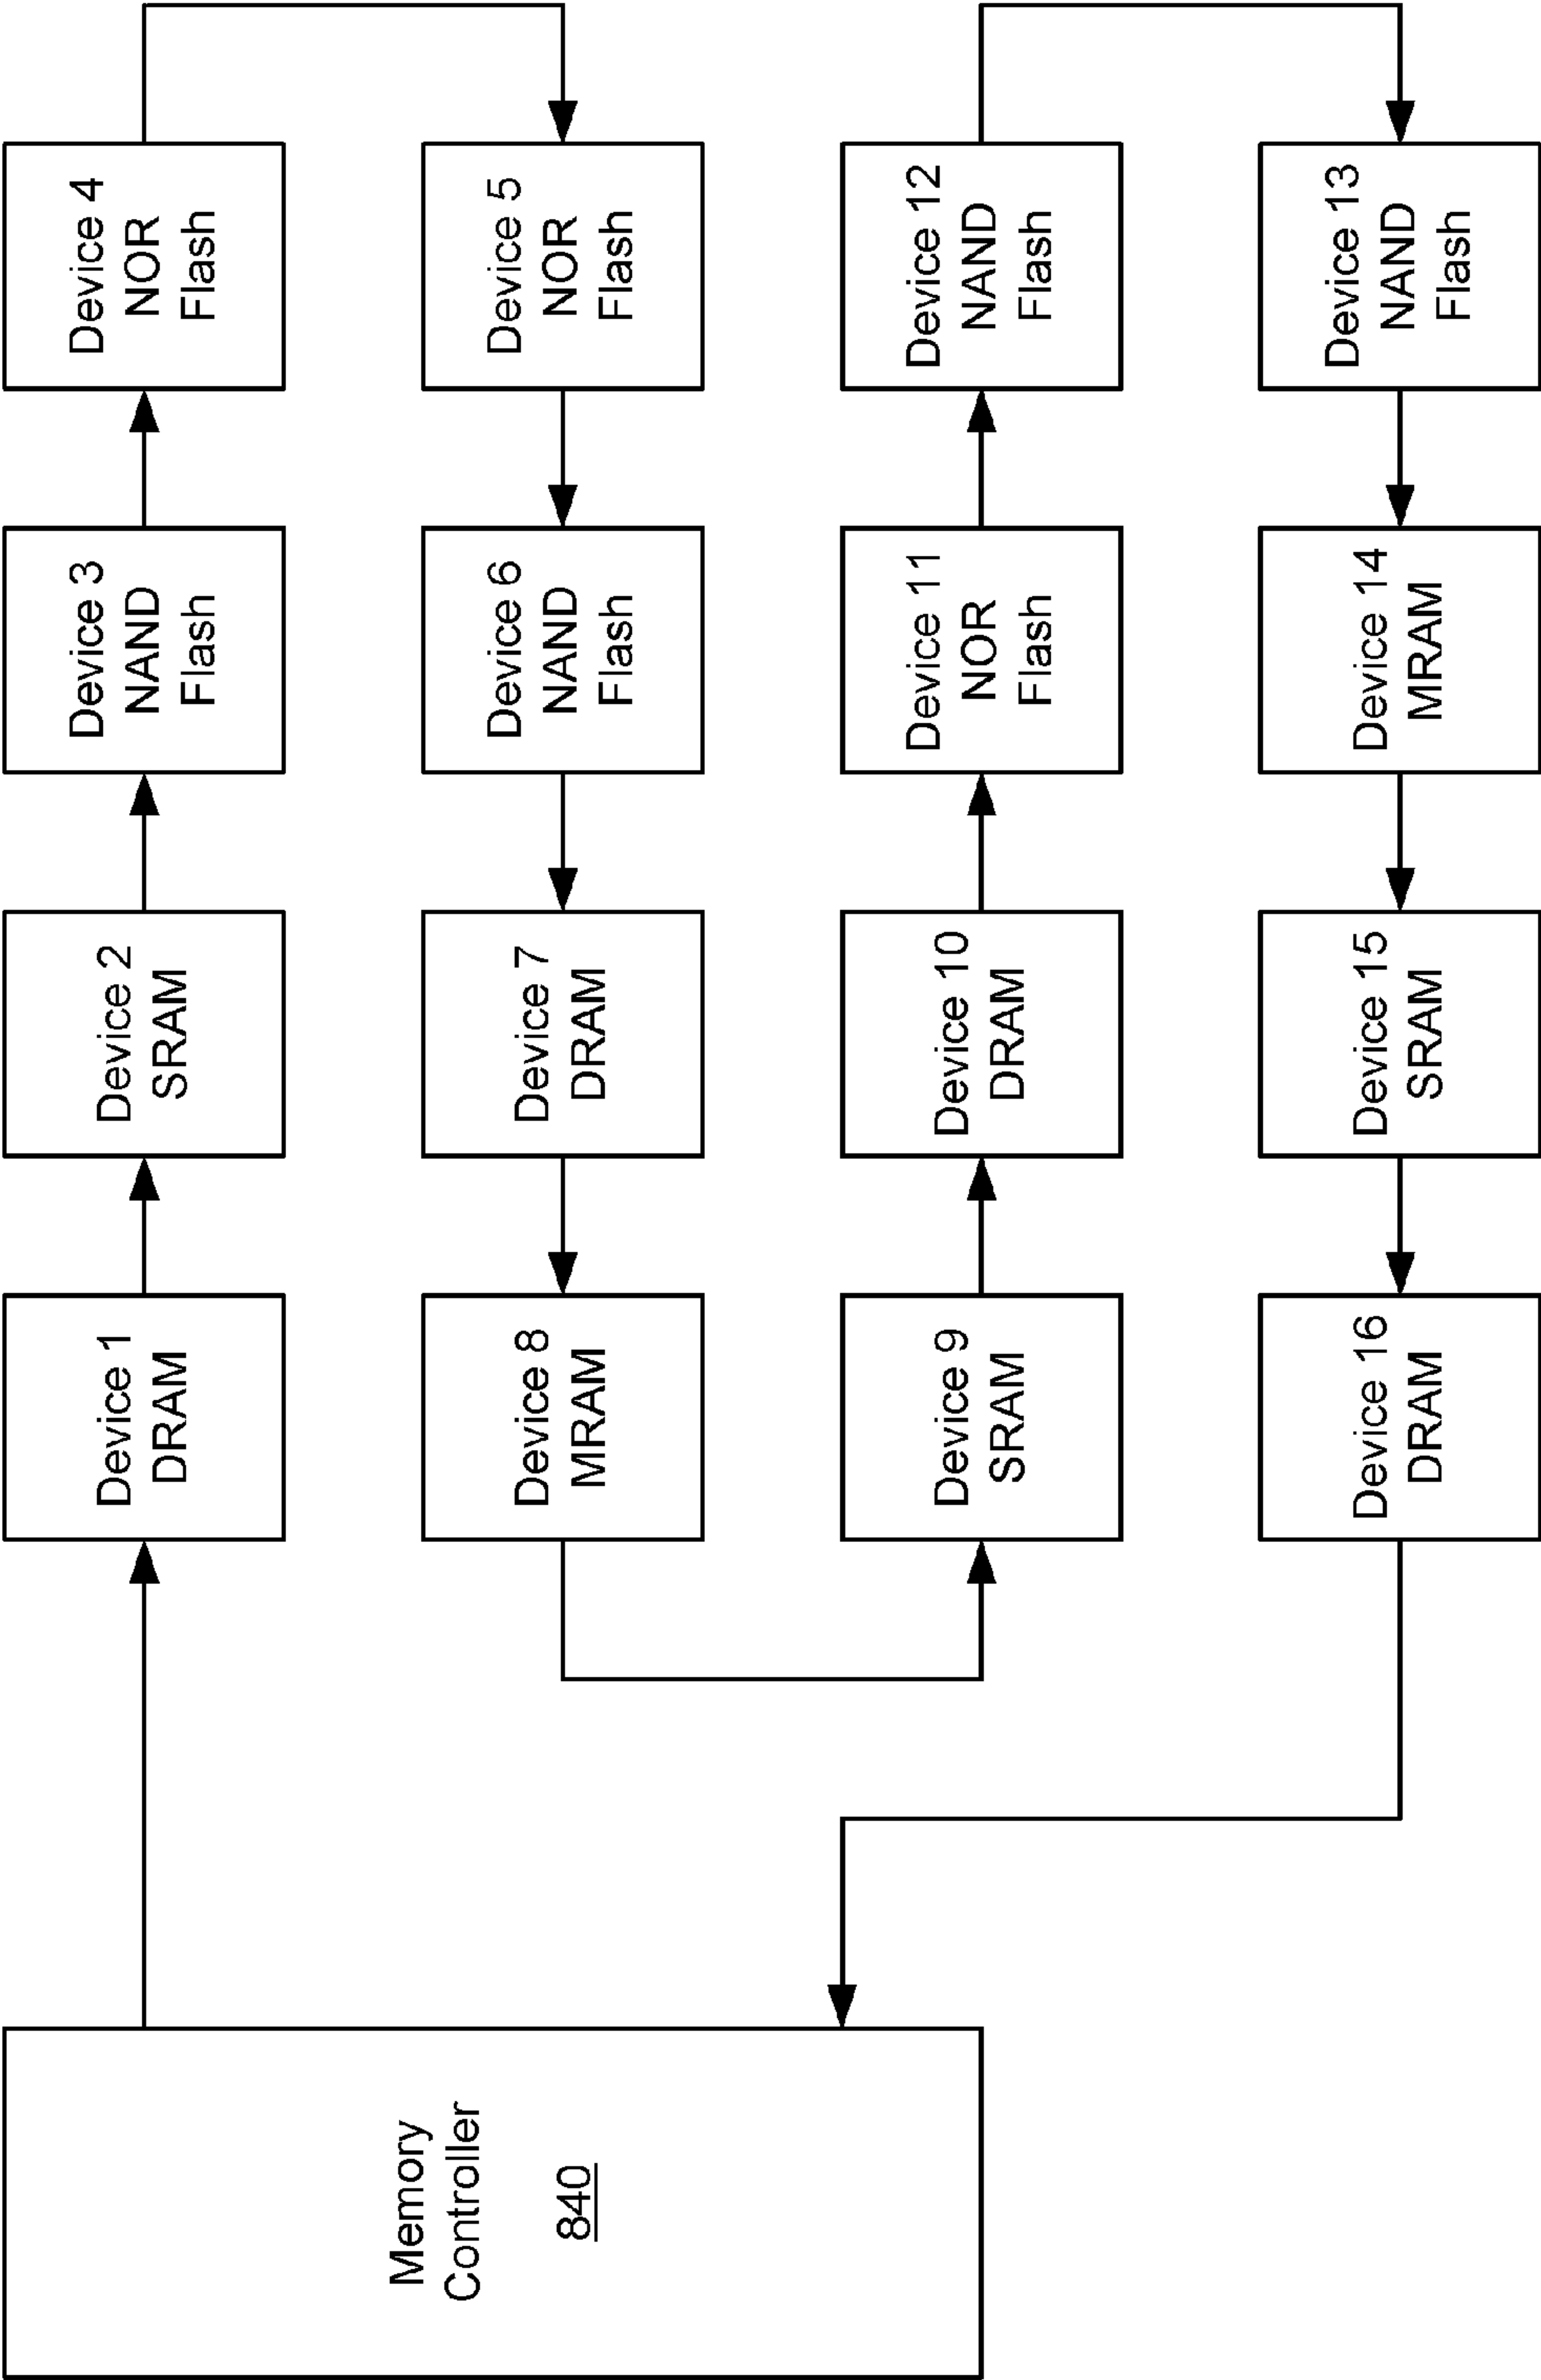 Memory
Controller
840
Device 1
DRAM
Device 2
SRAM
Device 3
NAND
Flash
Device 4
NOR
Flash
Device 5
NOR
Flash
Device 6
NAND
Flash
Device 7
DRAM
Device 8
MRAM
Device 9
SRAM
Device 10
DRAM
Device 11
NOR
Flash
Device 12
NAND
Flash
Device 13
NAND
Flash
Device 14
MRAM
Device 15
SRAM
Device 16
DRAM